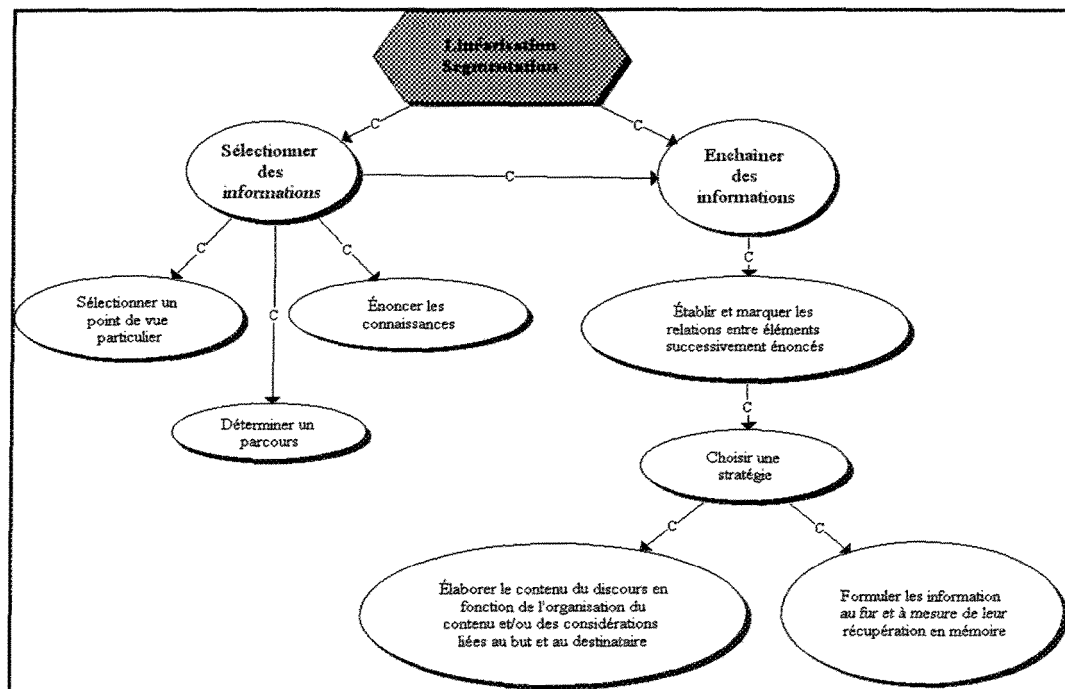 Linéarisation
Segmentation
C
C
Sélectionner
des
informations
C
Enchaîner
des
informations
C
C
C
C
Sélectionner un
point de vue
particulier
Énoncer les
connaissances
Établir et marquer les
relations entre éléments
successivement énoncés
C
Déterminer un
parcours
Choisir une
stratégie
C
C
Élaborer le contenu du discours en
fonction de l'organisation du
contenu et/ou des considérations
liées au but et au destinataire
Formuler les information
au fur et à mesure de leur
récupération en mémoire